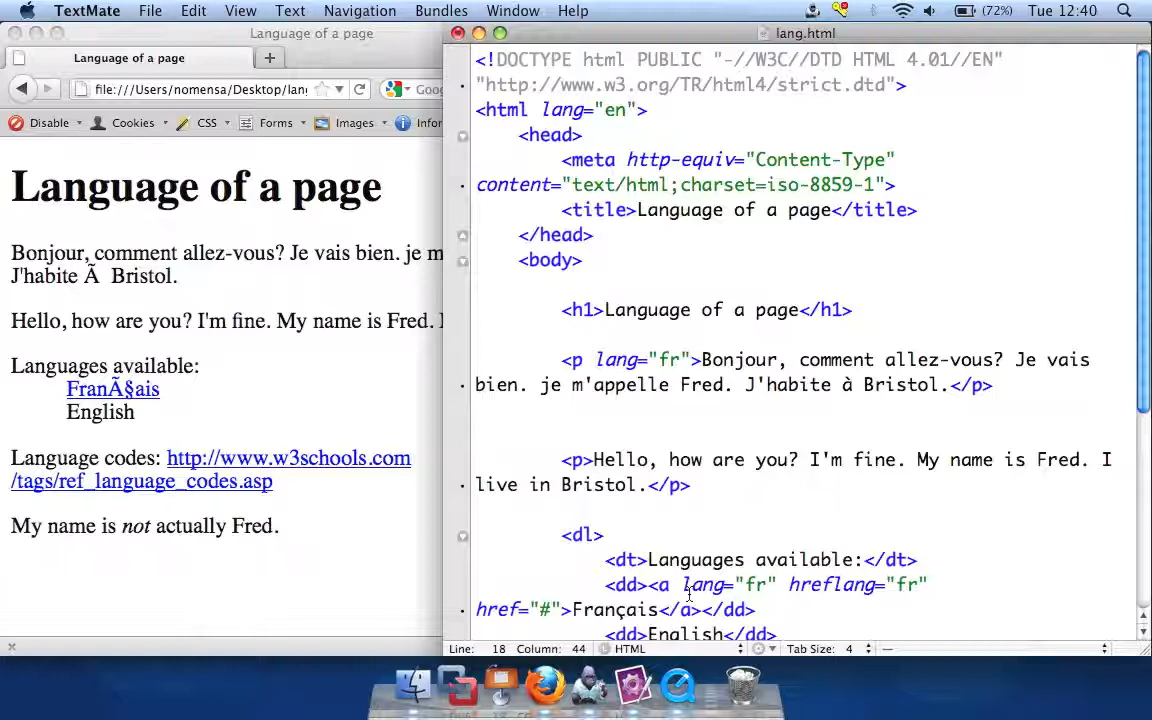 TextMate File Edit View Text Navigation Bundles Window Help (72%) Tue 12:40
Language of a page
Language of a page
file:///Users/nomensa/Desktop/lan
Goo
Disable Cookies CSS Forms Images Infor
Language of a page
Bonjour, comment allez-vous? Je vais bien. je m
J'habite Ã Bristol.
Hello, how are you? I'm fine. My name is Fred. I
Languages available:
FranÃ§ais
English
Language codes: http://www.w3schools.com
/tags/ref_language_codes.asp
My name is not actually Fred.
lang.html
<!DOCTYPE html PUBLIC "-//W3C//DTD HTML 4.01//EN"
"http://www.w3.org/TR/html4/strict.dtd">
<html lang="en">
<head>
<meta http-equiv="Content-Type"
content="text/html;charset=iso-8859-1">
<title>Language of a page</title>
</head>
<body>
<h1>Language of a page</h1>
<p lang="fr">Bonjour, comment allez-vous? Je vais
bien. je m'appelle Fred. J'habite à Bristol.</p>
<p>Hello, how are you? I'm fine. My name is Fred. I
live in Bristol.</p>
<dl>
<dt>Languages available:</dt>
<dd><a lang="fr" hreflang="fr"
href="#">Français</a></dd>
<dd>English</dd>
Line: 18 Column: 44 HTML Tab Size: 4 —